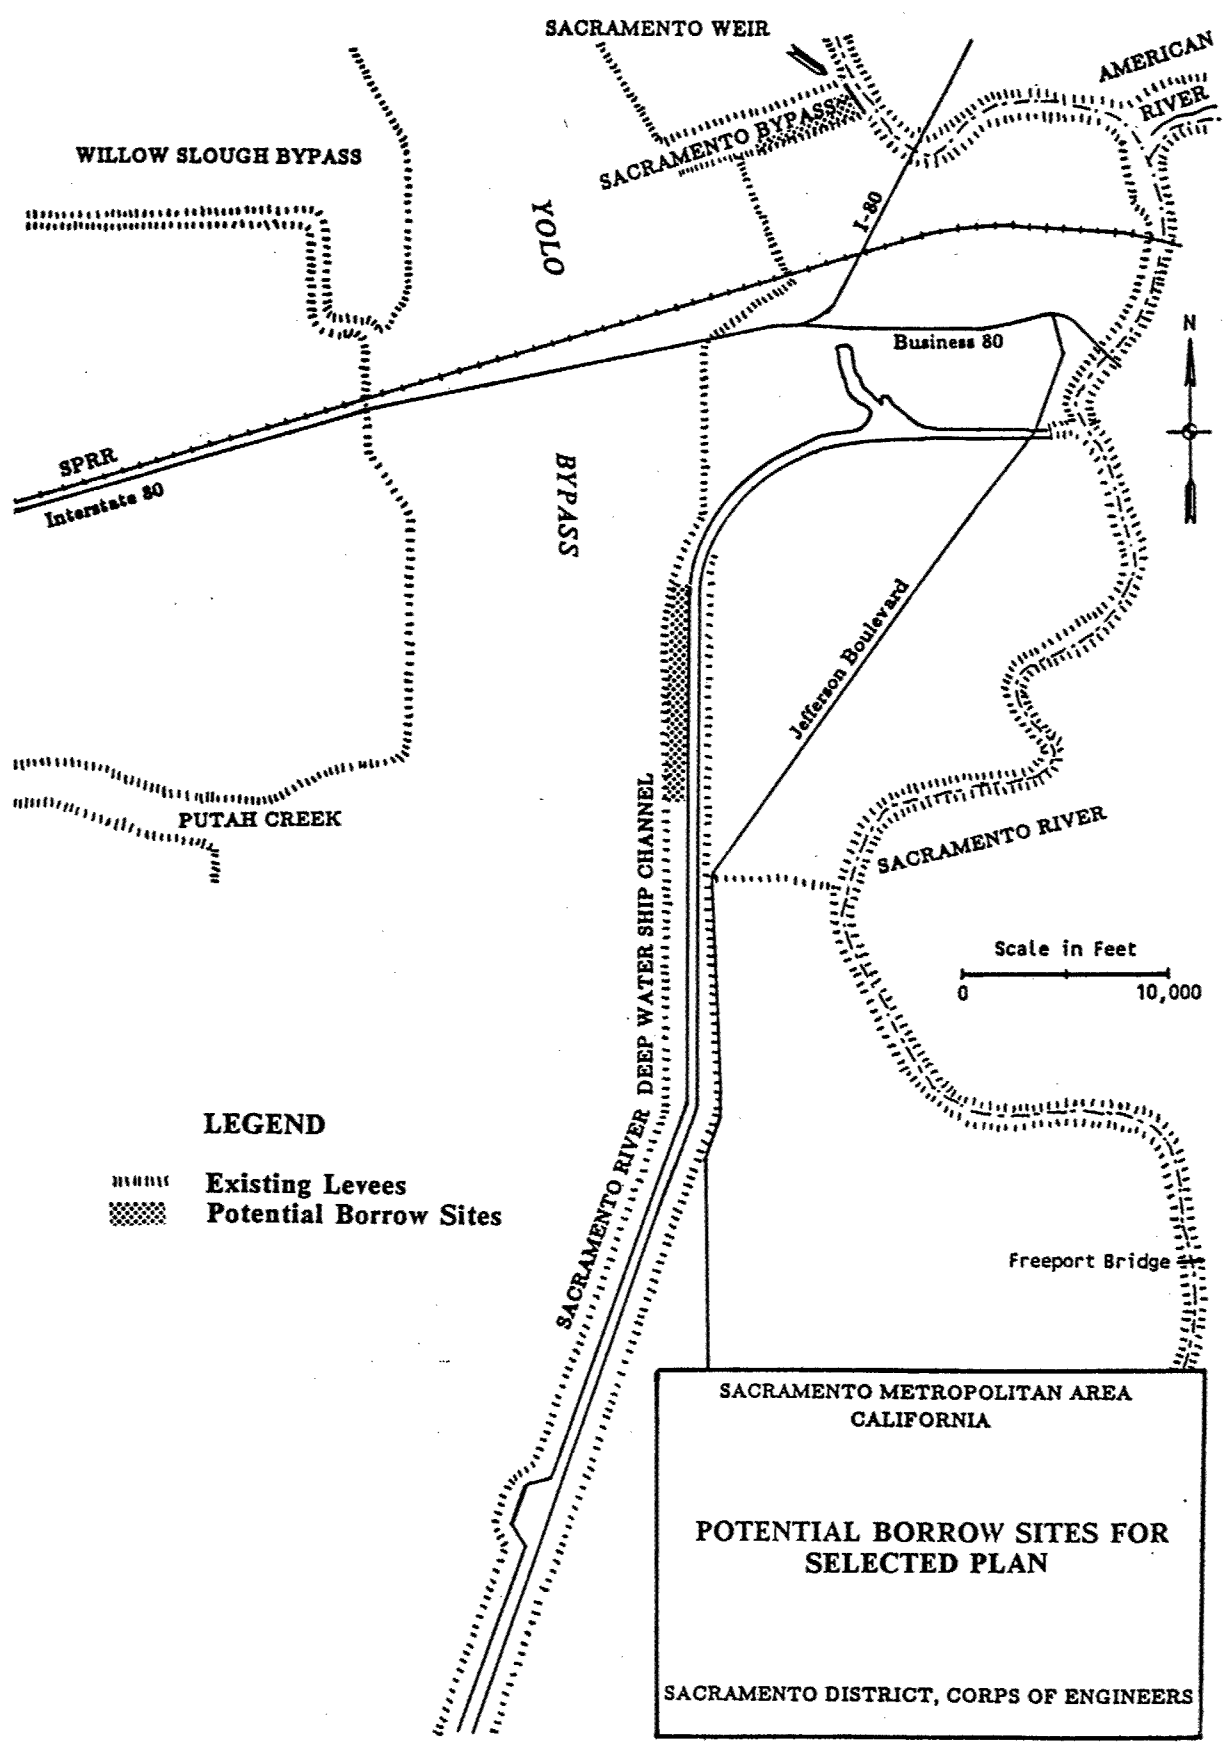 SACRAMENTO WEIR
AMERICAN
RIVER
WILLOW SLOUGH BYPASS
SACRAMENTO BYPASS
YOLO
I-80
N
Business 80
SPRR
Interstate 80
BYPASS
N
Jefferson Boulevard
PUTAH CREEK
SACRAMENTO RIVER
SACRAMENTO RIVER DEEP WATER SHIP CHANNEL
Scale in Feet
0 10,000
LEGEND
Existing Levees
Potential Borrow Sites
Freeport Bridge
SACRAMENTO METROPOLITAN AREA
CALIFORNIA
POTENTIAL BORROW SITES FOR
SELECTED PLAN
SACRAMENTO DISTRICT, CORPS OF ENGINEERS